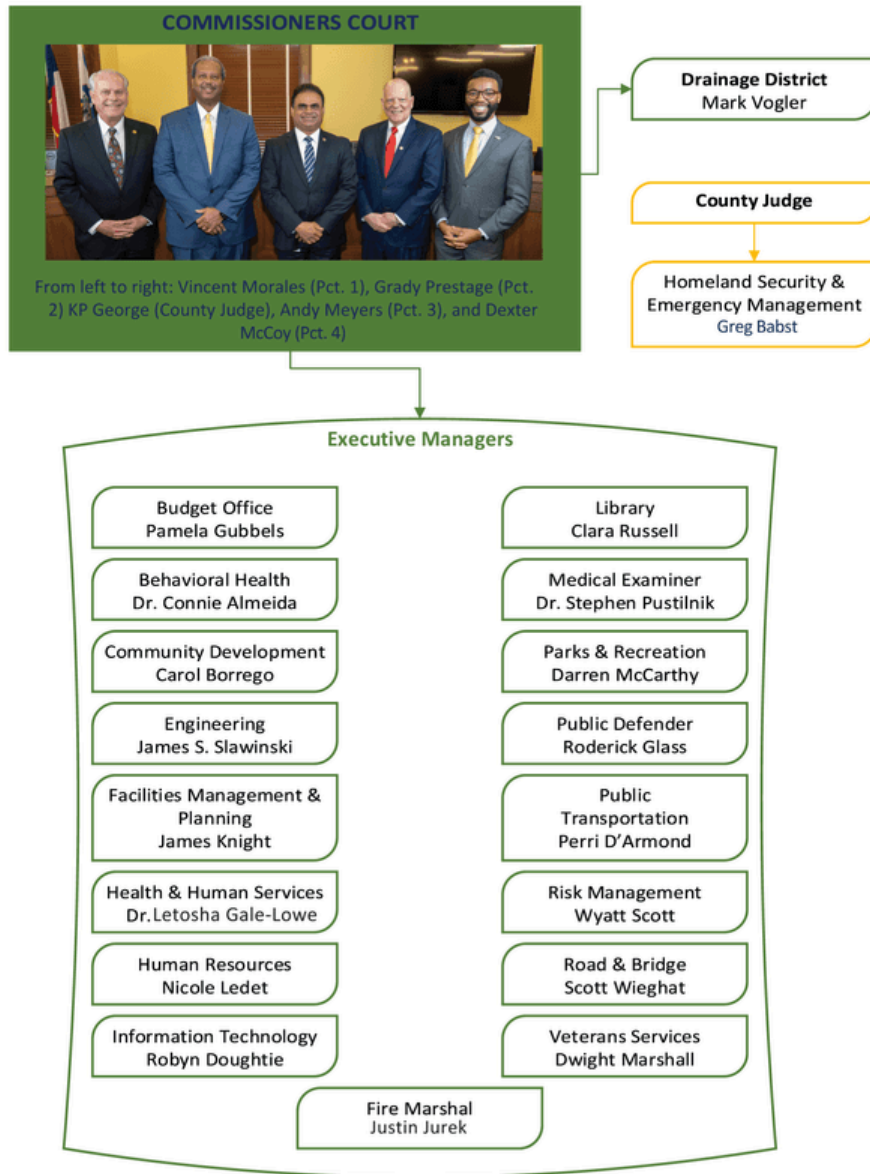 COMMISSIONERS COURT
From left to right: Vincent Morales (Pct. 1), Grady Prestage (Pct.
2) KP George (County Judge), Andy Meyers (Pct. 3), and Dexter
McCoy (Pct. 4)
Drainage District
Mark Vogler
County Judge
Homeland Security &
Emergency Management
Greg Babst
Executive Managers
Budget Office
Pamela Gubbels
Behavioral Health
Dr. Connie Almeida
Community Development
Carol Borrego
Engineering
James S. Slawinski
Facilities Management &
Planning
James Knight
Health & Human Services
Dr. Letosha Gale-Lowe
Human Resources
Nicole Ledet
Information Technology
Robyn Doughtie
Library
Clara Russell
Medical Examiner
Dr. Stephen Pustilnik
Parks & Recreation
Darren McCarthy
Public Defender
Roderick Glass
Public
Transportation
Perri D’Armond
Risk Management
Wyatt Scott
Road & Bridge
Scott Wieghat
Veterans Services
Dwight Marshall
Fire Marshal
Justin Jurek